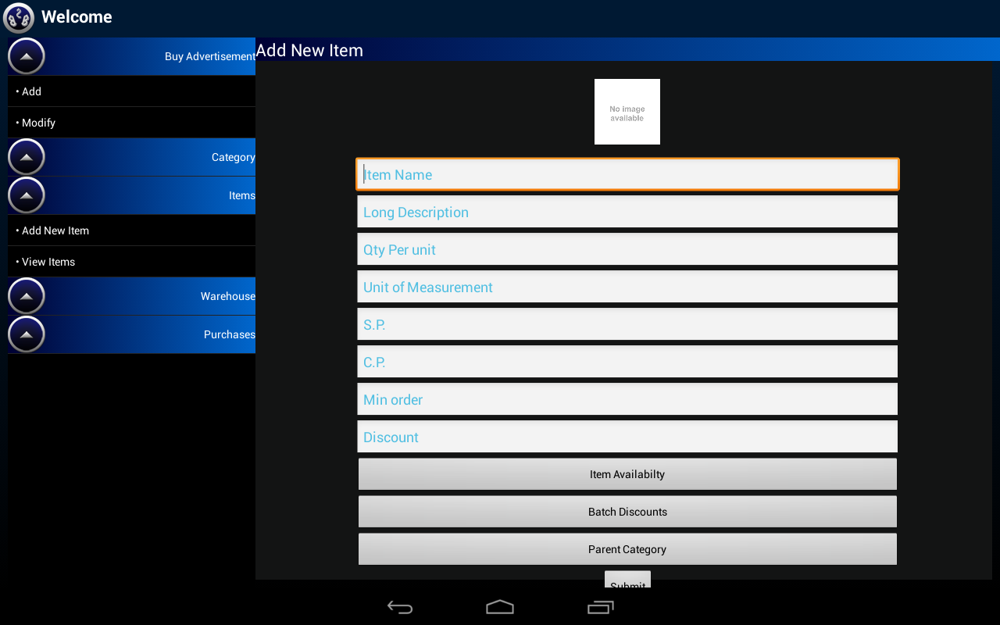 Welcome
Buy Advertisement
• Add
• Modify
Category
Items
• Add New Item
• View Items
Warehouse
Purchases
Add New Item
No image
available
Item Name
Long Description
Qty Per unit
Unit of Measurement
S.P.
C.P.
Min order
Discount
Item Availabilty
Batch Discounts
Parent Category
Submit